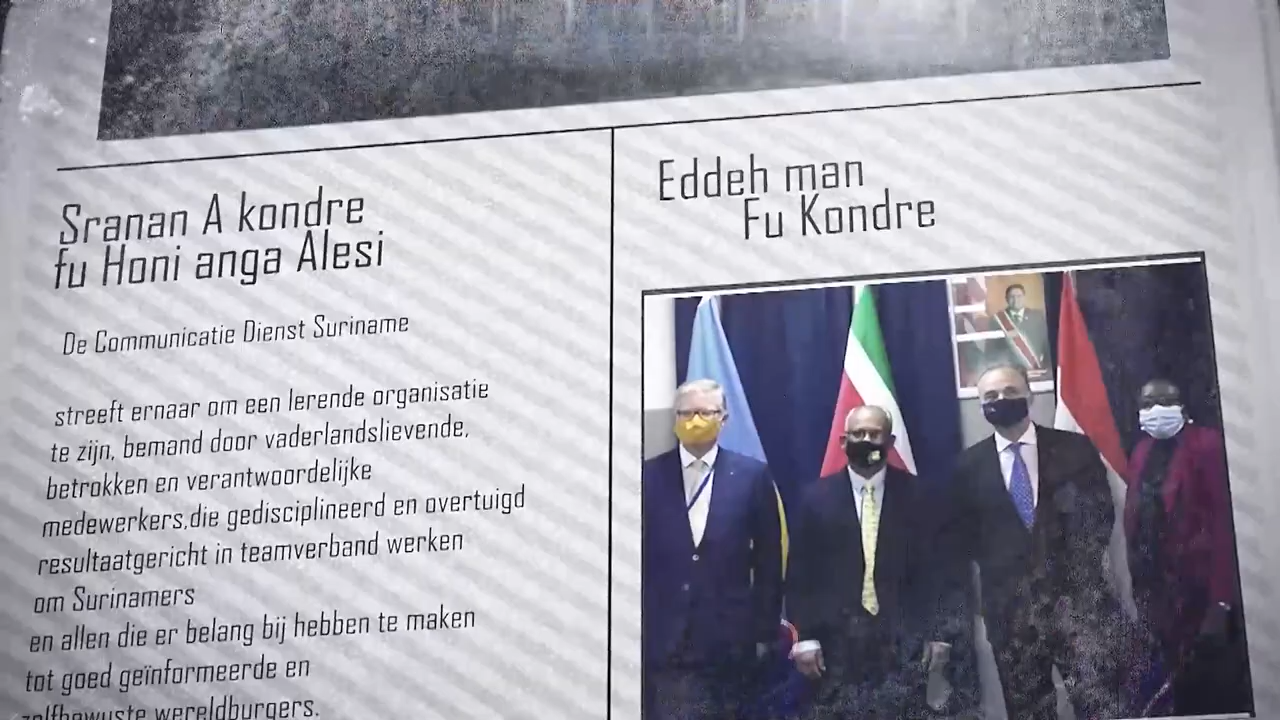 Sranan A kondre
fu Honi anga Alesi
De Communicatie Dienst Suriname
streeft ernaar om een lerende organisatie
te zijn, bemand door vaderlandslievende,
betrokken en verantwoordelijke
medewerkers,die gedisciplineerd en overtuigd
resultaatgericht in teamverband werken
om Surinamers
en allen die er belang bij hebben te maken
tot goed geïnformeerde en
zelfbewuste wereldburgers.
Eddeh man
Fu Kondre